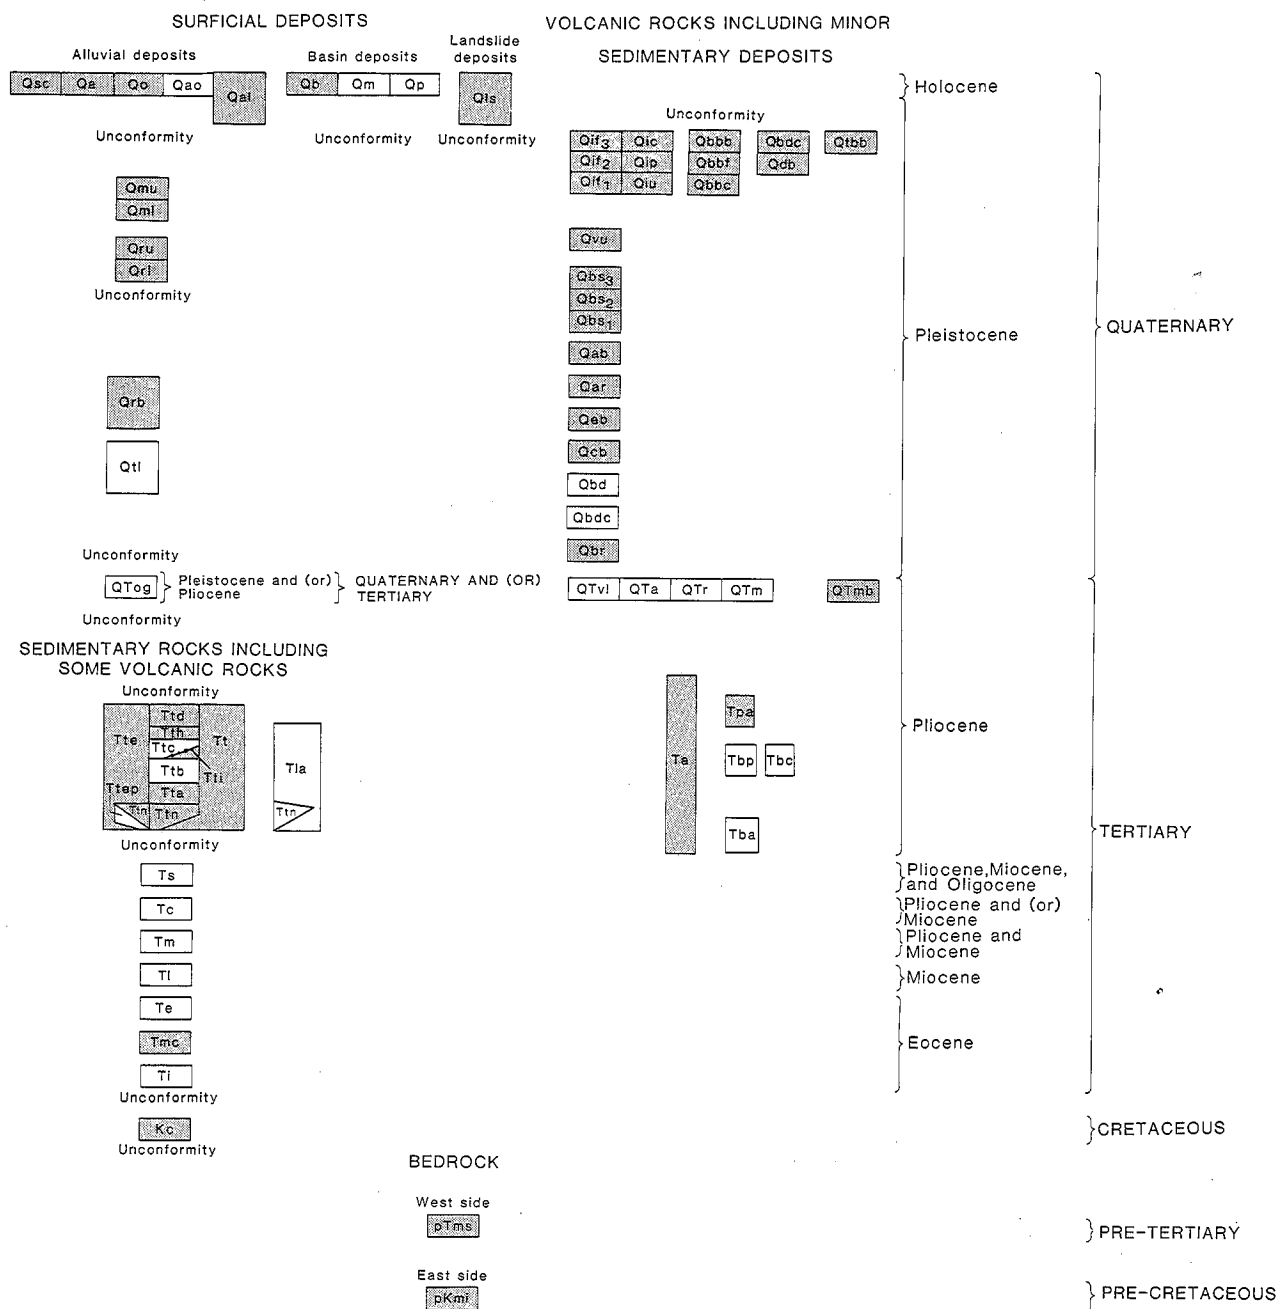 SURFICIAL DEPOSITS
VOLCANIC ROCKS INCLUDING MINOR
SEDIMENTARY DEPOSITS
Alluvial deposits
Basin deposits
Landslide
deposits
Qsc Qa Qo Qao Qal
Qb Qm Qp
Qls
Holocene
Unconformity
Unconformity
Unconformity
Unconformity
Qif3 Qic Qbbb Qbdc Qtbb
Qif2 Qip Qbbf Qdb
Qif1 Qiu Qbbc
Qmu
Qml
Qru
Qrl
Unconformity
Qvu
Qbs3
Qbs2
Qbs1
Pleistocene
QUATERNARY
Qab
Qar
Qrb
Qeb
Qcb
Qtl
Qbd
Qbdc
Qbr
Unconformity
QTog
Pleistocene and (or)
Pliocene
QUATERNARY AND (OR)
TERTIARY
QTvl QTa QTr QTm
QTmb
Unconformity
SEDIMENTARY ROCKS INCLUDING
SOME VOLCANIC ROCKS
Unconformity
Tte
Ttd
Tth
Ttc
Ttb
Tta
Ttn
Tt
Tti
Ttep
Ttn
Tla
Ttn
Ta
Tpa
Tbp Tbc
Tba
Pliocene
TERTIARY
Unconformity
Ts
Pliocene,Miocene,
and Oligocene
Tc
Pliocene and (or)
Miocene
Tm
Pliocene and
Miocene
Tl
Miocene
Te
Tmc
Eocene
Ti
Unconformity
Kc
CRETACEOUS
Unconformity
BEDROCK
West side
pTms
PRE-TERTIARY
East side
pKmi
PRE-CRETACEOUS